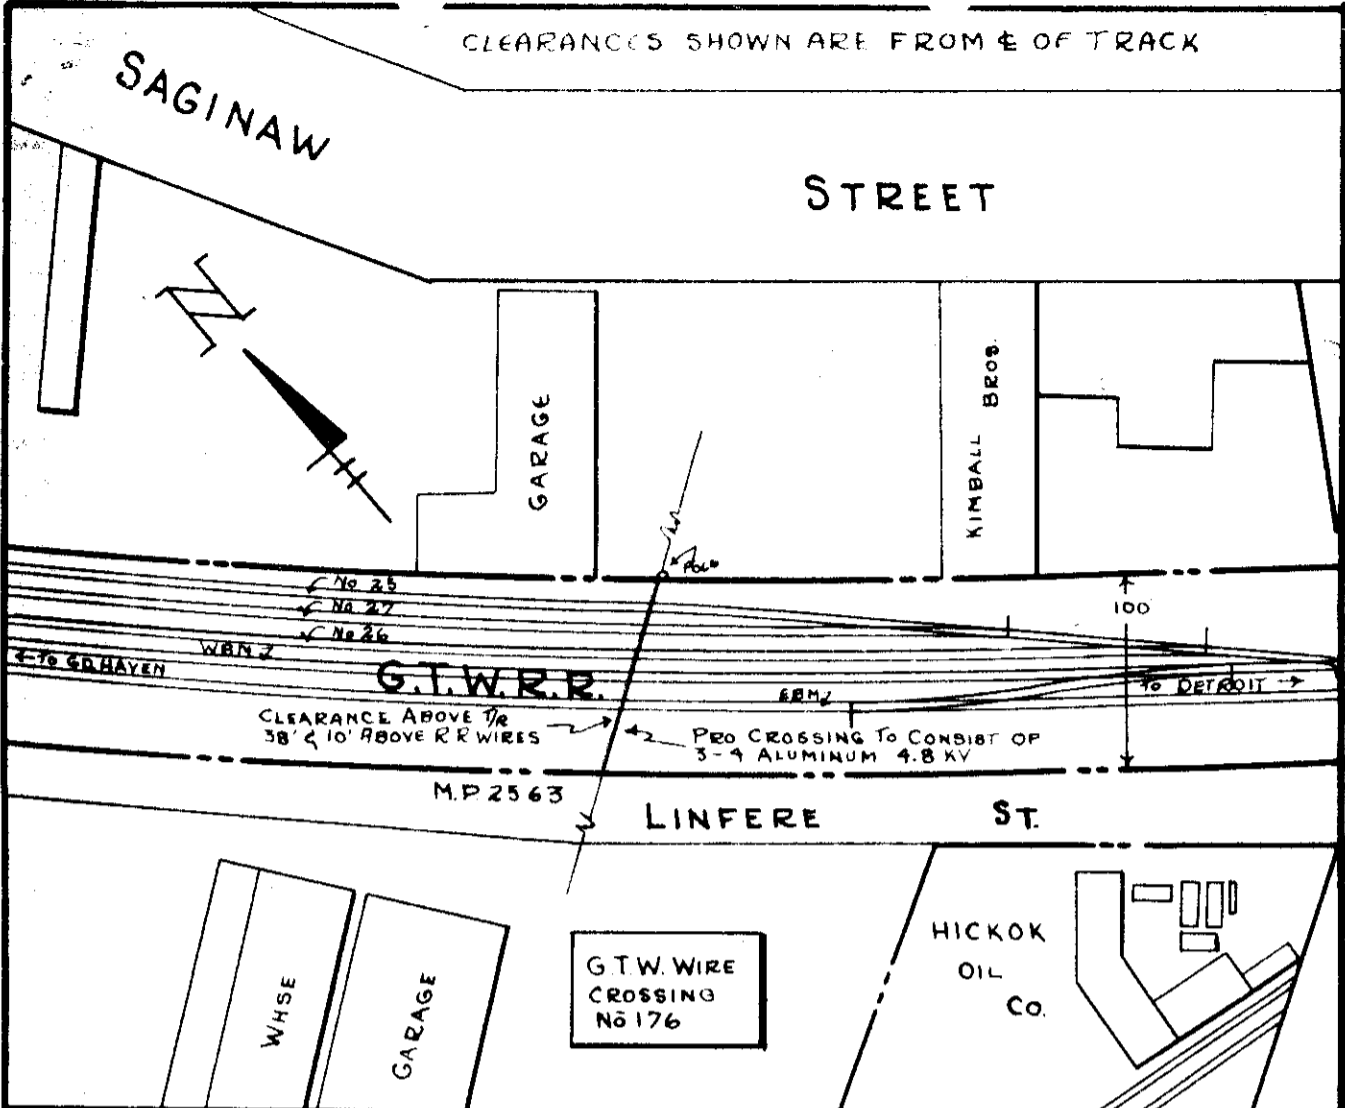 CLEARANCES SHOWN ARE FROM ℄ OF TRACK
SAGINAW
STREET
N
GARAGE
KIMBALL BROS.
POLE
No 25
No 27
No 26
100
WBM
← TO GD. HAVEN
G.T.W.R.R.
EBM
TO DETROIT →
CLEARANCE ABOVE T/R
38' & 10' ABOVE R R WIRES
PRO CROSSING TO CONSIST OF
3-4 ALUMINUM 4.8 KV
M.P. 2563
LINFERE ST.
WHSE
GARAGE
G.T.W. WIRE
CROSSING
No 176
HICKOK
OIL
CO.